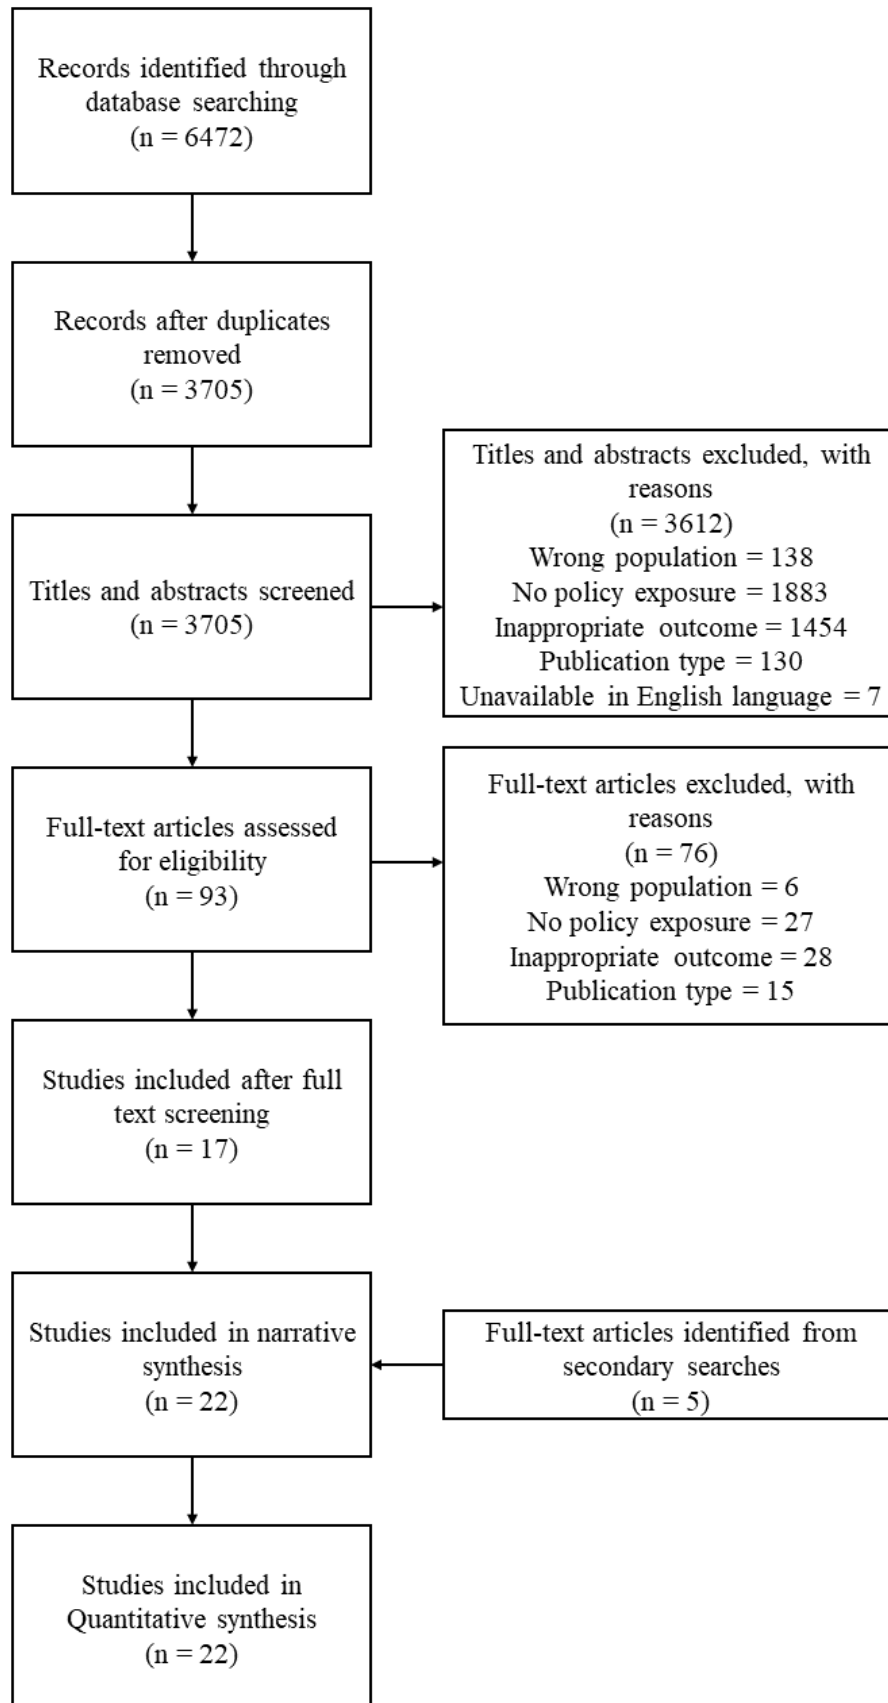 Records identified through
database searching
(n = 6472)
Records after duplicates
removed
(n = 3705)
Titles and abstracts screened
(n = 3705)
Titles and abstracts excluded, with
reasons
(n = 3612)
Wrong population = 138
No policy exposure = 1883
Inappropriate outcome = 1454
Publication type = 130
Unavailable in English language = 7
Full-text articles assessed
for eligibility
(n = 93)
Full-text articles excluded, with
reasons
(n = 76)
Wrong population = 6
No policy exposure = 27
Inappropriate outcome = 28
Publication type = 15
Studies included after full
text screening
(n = 17)
Studies included in narrative
synthesis
(n = 22)
Full-text articles identified from
secondary searches
(n = 5)
Studies included in
Quantitative synthesis
(n = 22)